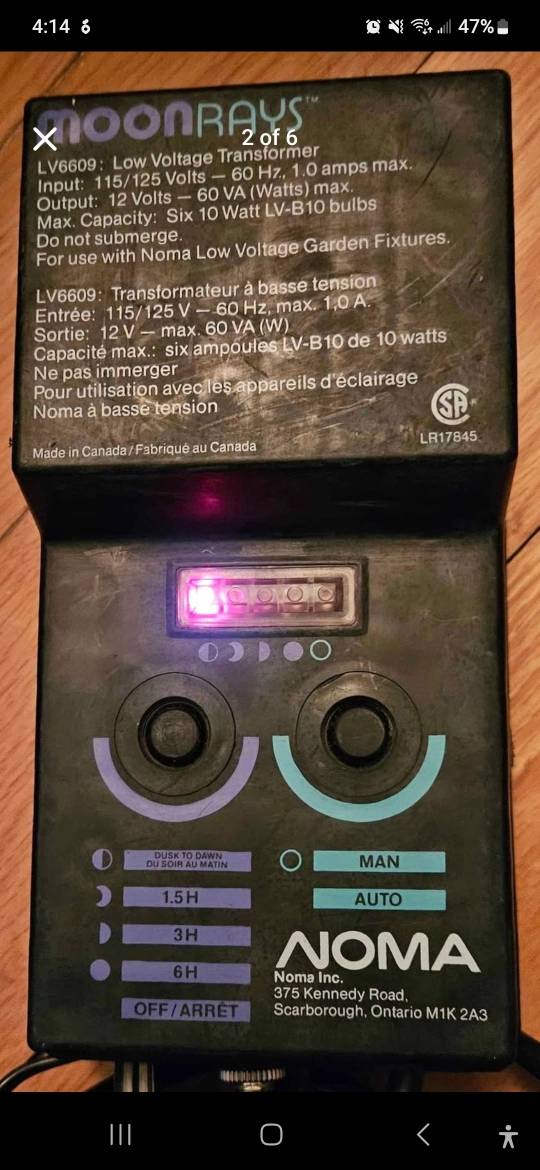 4:14
47%
moonRAYS™
2 of 6
LV6609: Low Voltage Transformer
Input: 115/125 Volts — 60 Hz, 1.0 amps max.
Output: 12 Volts — 60 VA (Watts) max.
Max. Capacity: Six 10 Watt LV-B10 bulbs
Do not submerge.
For use with Noma Low Voltage Garden Fixtures.
LV6609: Transformateur à basse tension
Entrée: 115/125 V — 60 Hz, max. 1,0 A.
Sortie: 12 V — max. 60 VA (W)
Capacité max.: six ampoules LV-B10 de 10 watts
Ne pas immerger
Pour utilisation avec les appareils d'éclairage
Noma à basse tension
Made in Canada/Fabriqué au Canada
LR17845
DUSK TO DAWN
DU SOIR AU MATIN
1.5H
3H
6H
OFF/ARRÊT
MAN
AUTO
NOMA
Noma Inc.
375 Kennedy Road,
Scarborough, Ontario M1K 2A3